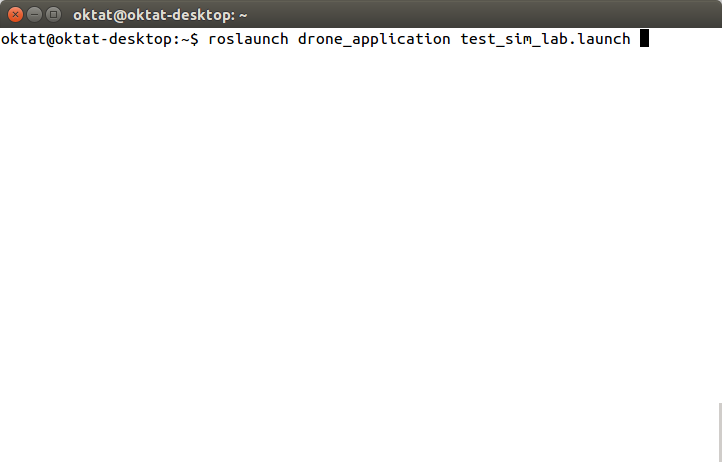 oktat@oktat-desktop: ~
oktat@oktat-desktop:~$ roslaunch drone_application test_sim_lab.launch